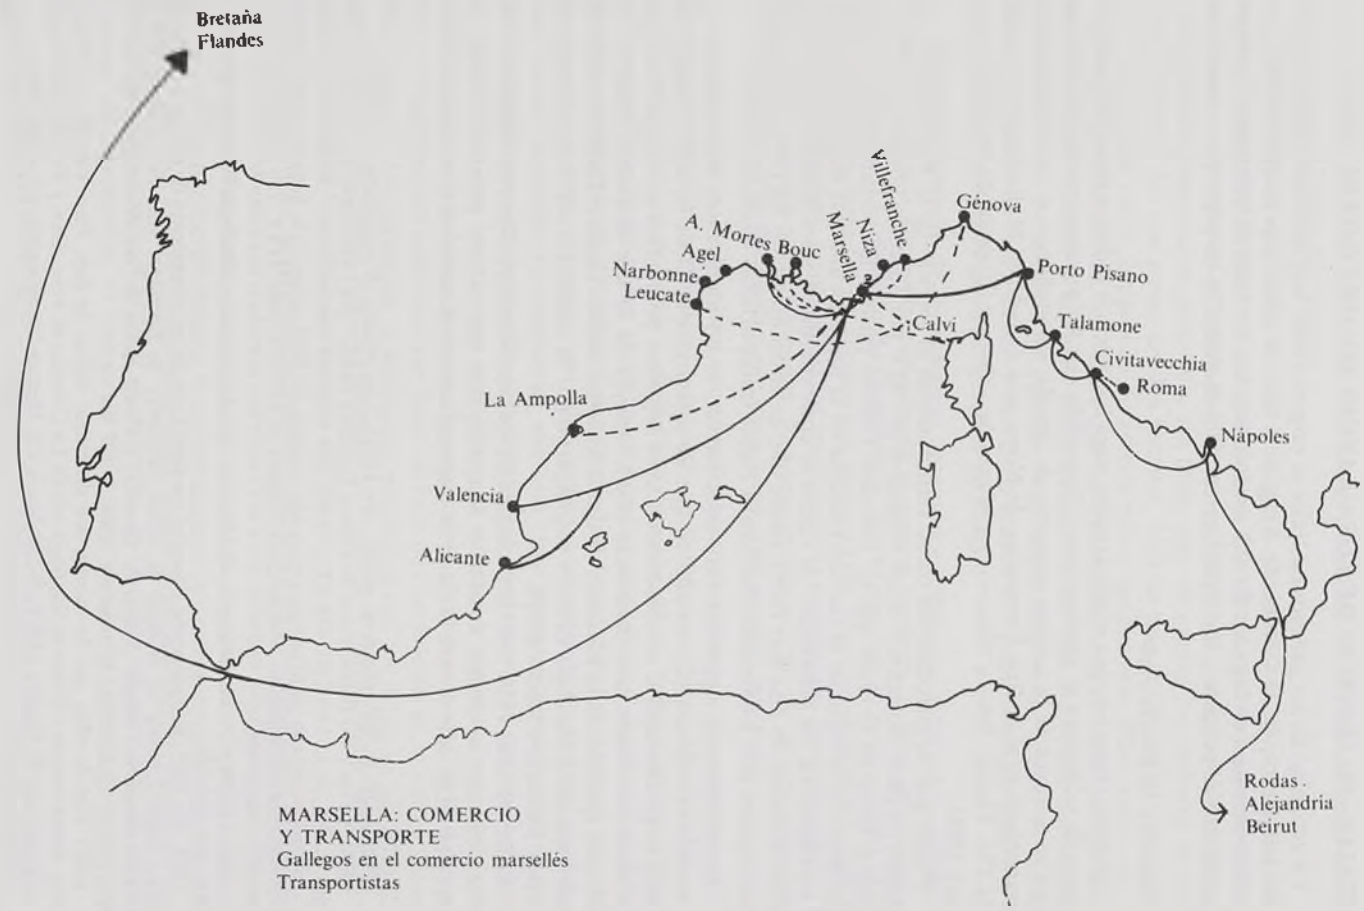 Bretaña
Flandes
Villefranche
Génova
Niza
Marsella
A. Mortes Bouc
Agel
Narbonne
Leucate
Porto Pisano
Calvi
Talamone
Civitavecchia
Roma
La Ampolla
Nápoles
Valencia
Alicante
Rodas.
Alejandria
Beirut
MARSELLA: COMERCIO
Y TRANSPORTE
Gallegos en el comercio marsellés
Transportistas